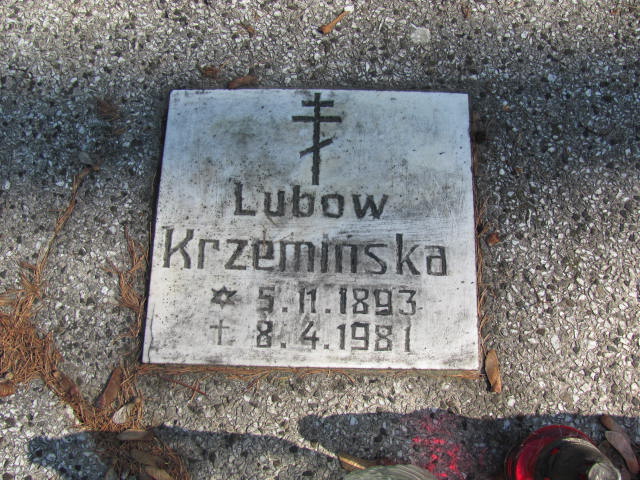 Lubow
Krzeminska
✡ 5.11.1893
† 8.4.1981